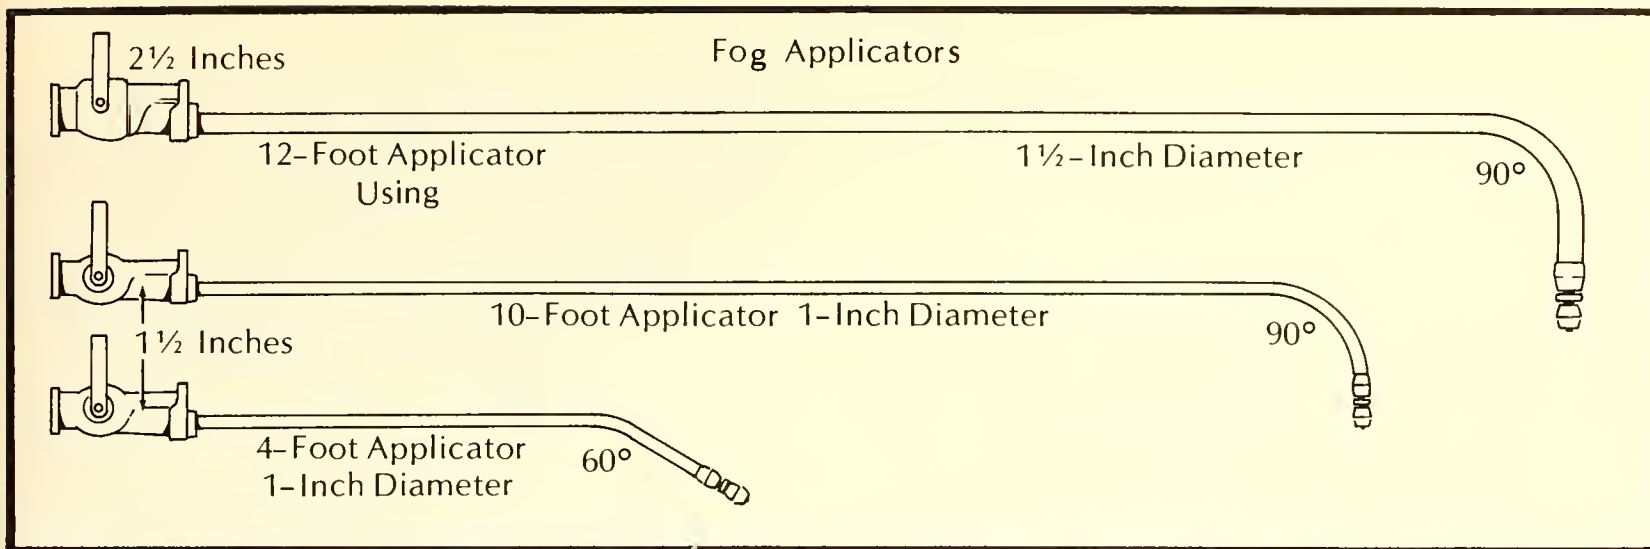 Fog Applicators
2½ Inches
12-Foot Applicator
Using
1½-Inch Diameter
90°
10-Foot Applicator 1-Inch Diameter
90°
1½ Inches
4-Foot Applicator
1-Inch Diameter
60°